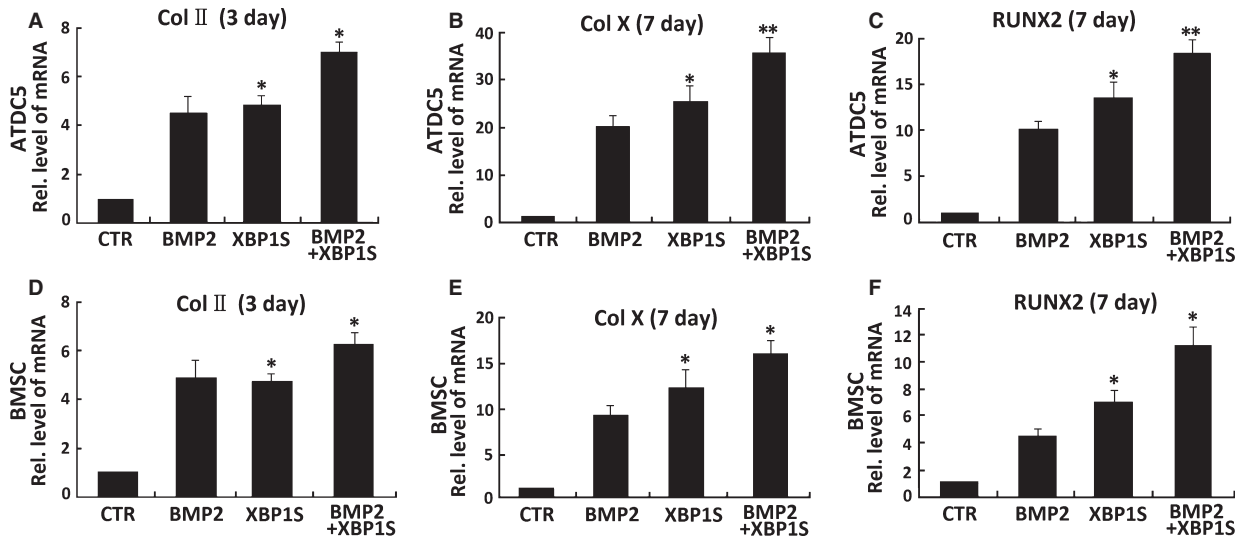 A
Col Ⅱ (3 day)
ATDC5
Rel. level of mRNA
8
6
4
2
0
*
*
CTR
BMP2
XBP1S
BMP2
+XBP1S
B
Col X (7 day)
ATDC5
Rel. level of mRNA
40
30
20
10
0
*
**
CTR
BMP2
XBP1S
BMP2
+XBP1S
C
RUNX2 (7 day)
ATDC5
Rel. level of mRNA
20
15
10
5
0
*
**
CTR
BMP2
XBP1S
BMP2
+XBP1S
D
Col Ⅱ (3 day)
BMSC
Rel. level of mRNA
8
6
4
2
0
*
*
CTR
BMP2
XBP1S
BMP2
+XBP1S
E
Col X (7 day)
BMSC
Rel. level of mRNA
20
15
10
5
0
*
*
CTR
BMP2
XBP1S
BMP2
+XBP1S
F
RUNX2 (7 day)
BMSC
Rel. level of mRNA
14
12
10
8
6
4
2
0
*
*
CTR
BMP2
XBP1S
BMP2
+XBP1S